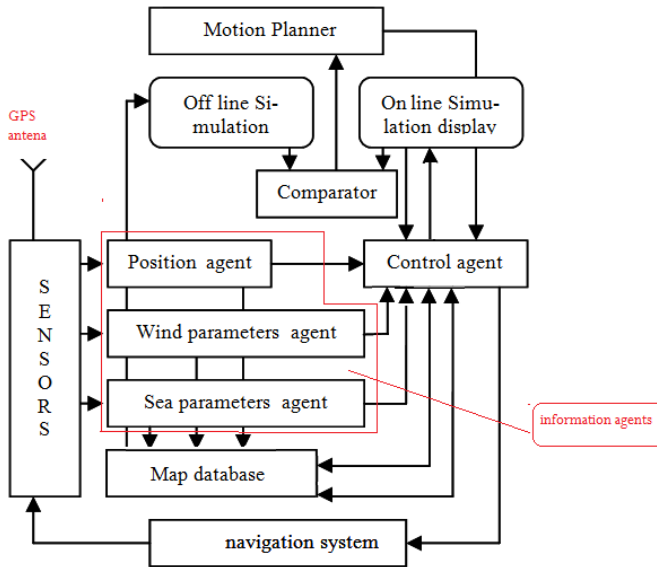 Motion Planner
Off line Si-
mulation
On line Simu-
lation display
GPS
antena
Comparator
SENSORS
Position agent
Control agent
Wind parameters agent
Sea parameters agent
information agents
Map database
navigation system